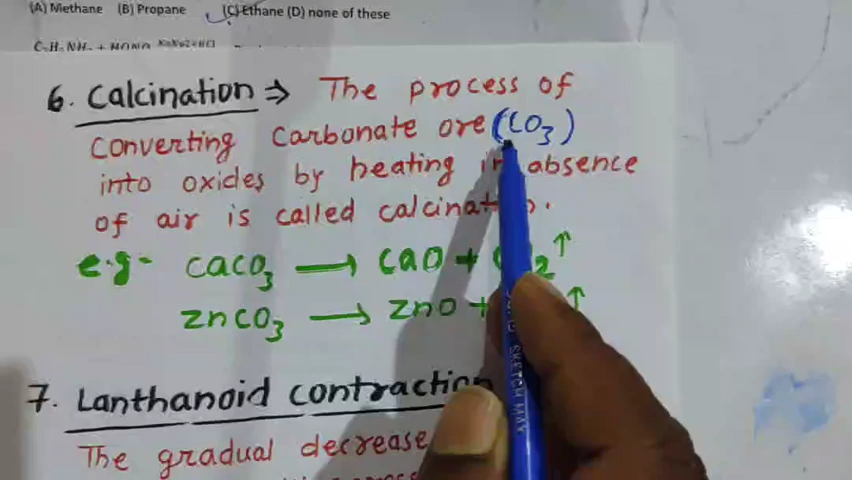 (A) Methane (B) Propane (C) Ethane (D) none of these
6. Calcination ⇒ The process of
Converting Carbonate ore (CO3)
into oxides by heating in absence
of air is called
e.g- CaCO3 → CaO +
ZnCO3 → ZnO +
7. Lanthanoid contraction
The gradual decrease